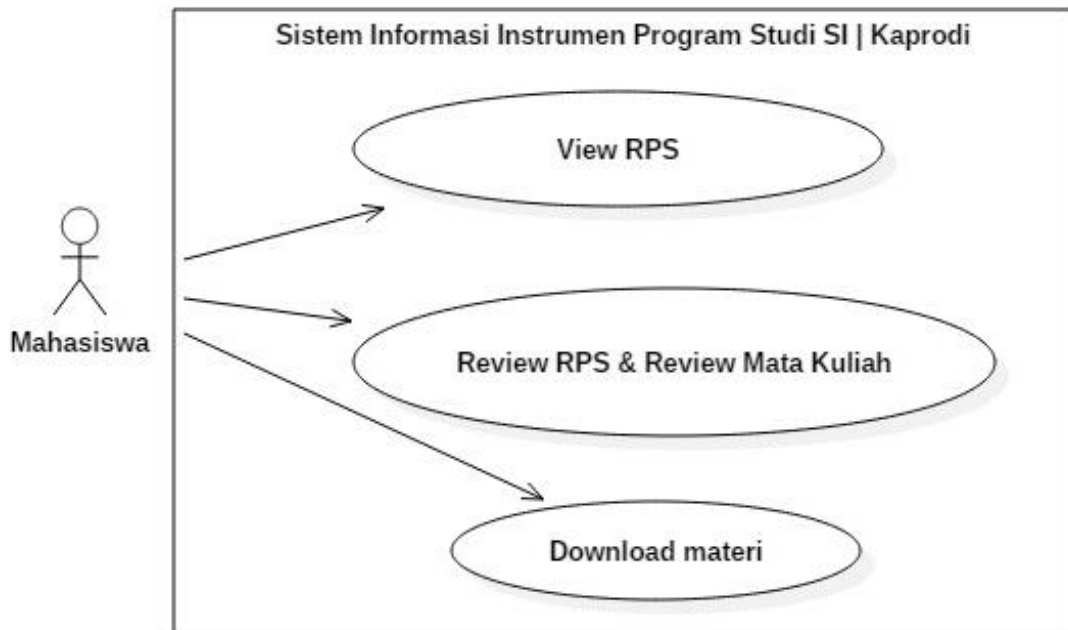 Sistem Informasi Instrumen Program Studi SI | Kaprodi
View RPS
Mahasiswa
Review RPS & Review Mata Kuliah
Download materi